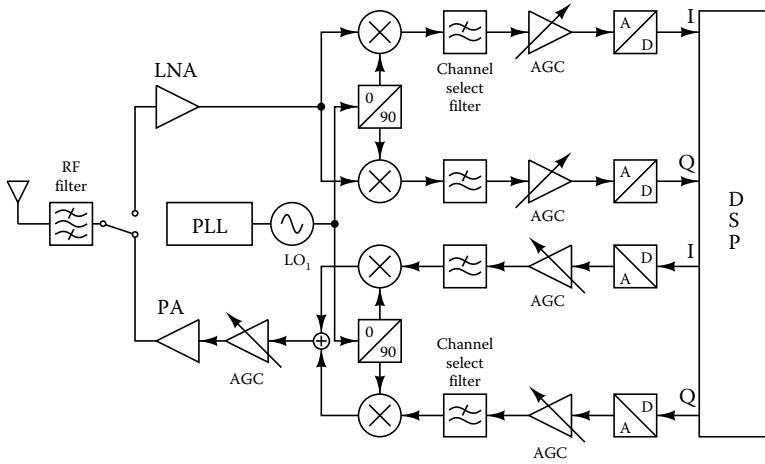 I
A
D
LNA
Channel
select
filter
AGC
0
90
RF
filter
Q
A
D
AGC
PLL
LO₁
D
S
P
I
D
A
AGC
PA
0
90
Channel
select
filter
AGC
Q
D
A
AGC